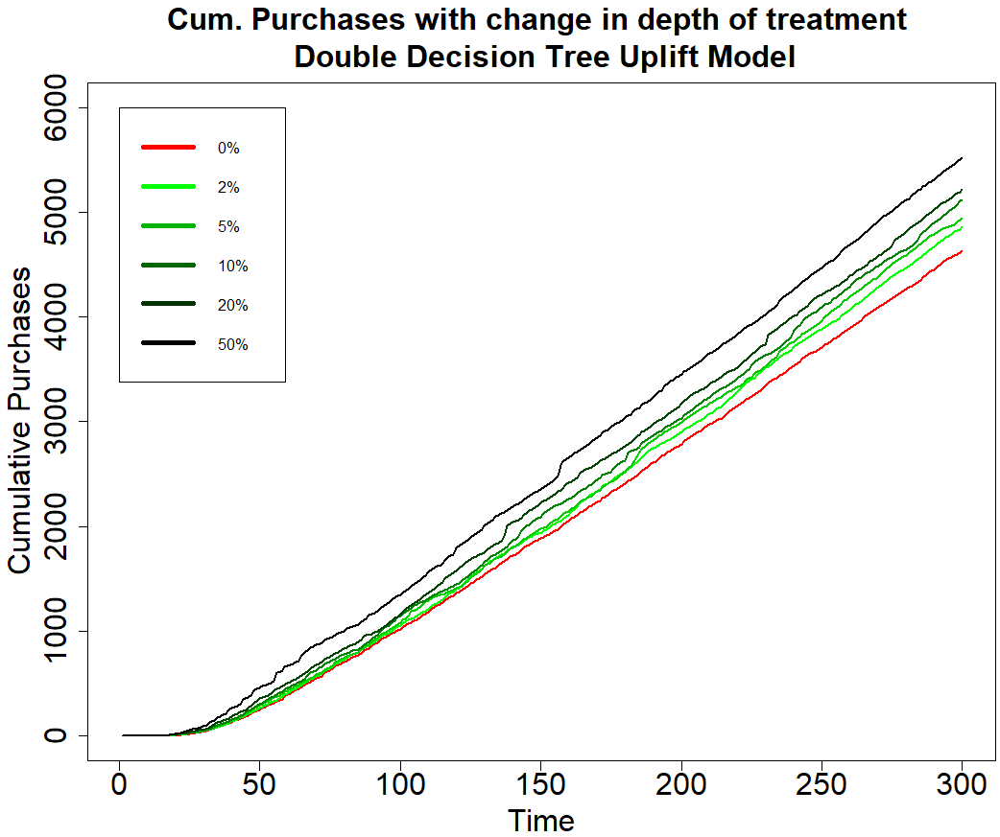 Cum. Purchases with change in depth of treatment
Double Decision Tree Uplift Model
Cumulative Purchases
6000
5000
4000
3000
2000
1000
0
0%
2%
5%
10%
20%
50%
0 50 100 150 200 250 300
Time